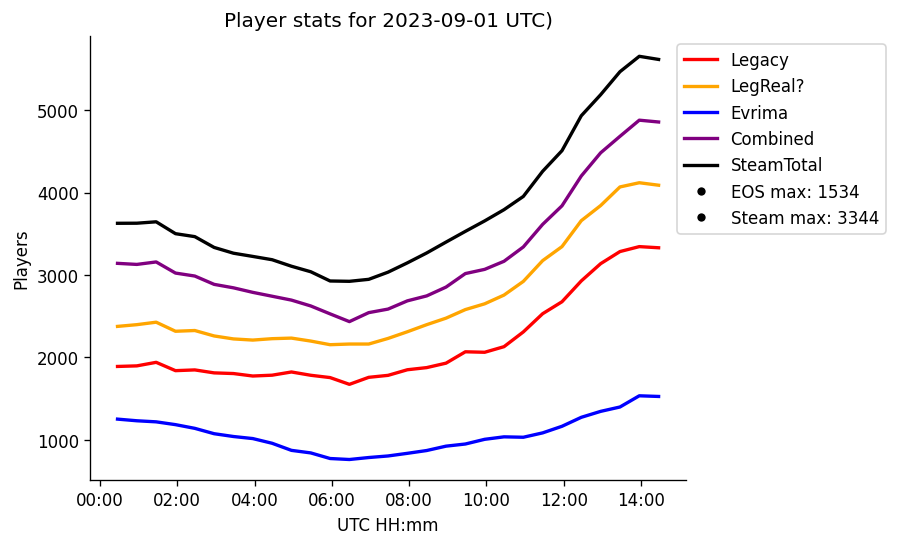 Player stats for 2023-09-01 UTC)
Legacy
LegReal?
Evrima
Combined
SteamTotal
EOS max: 1534
Steam max: 3344
Players
5000
4000
3000
2000
1000
00:00 02:00 04:00 06:00 08:00 10:00 12:00 14:00
UTC HH:mm